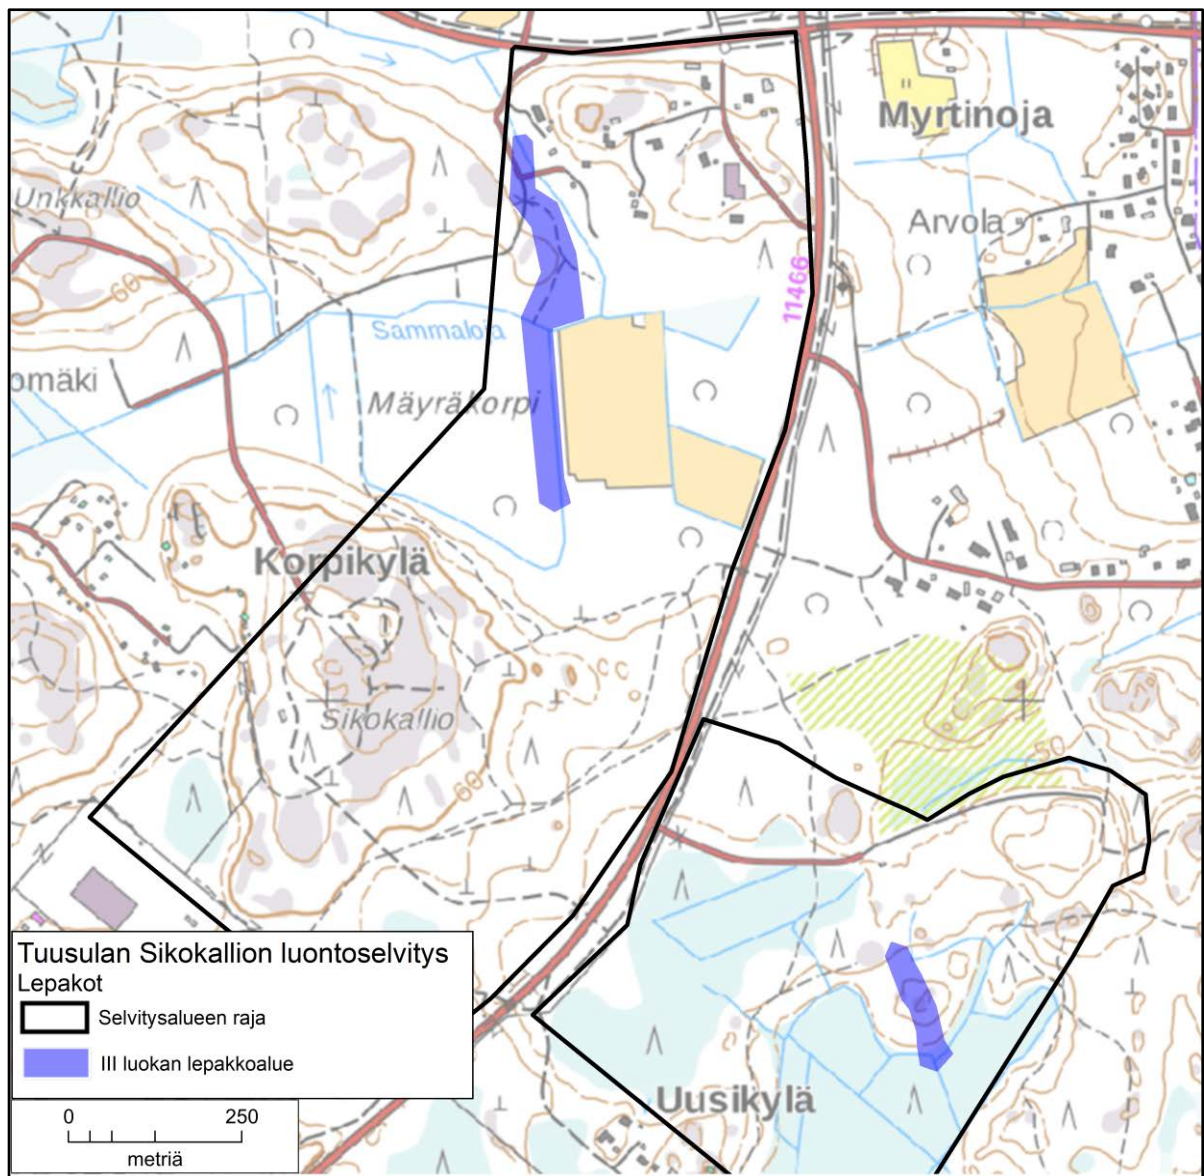 Myrtinoja
Unkkallio
Arvola
60
11466
Sammaloja
omäki
Mäyräkorpi
Korpikylä
Sikokallio
50
60
Tuusulan Sikokallion luontoselvitys
Lepakot
Selvitysalueen raja
III luokan lepakkoalue
Uusikylä
0 250
metriä